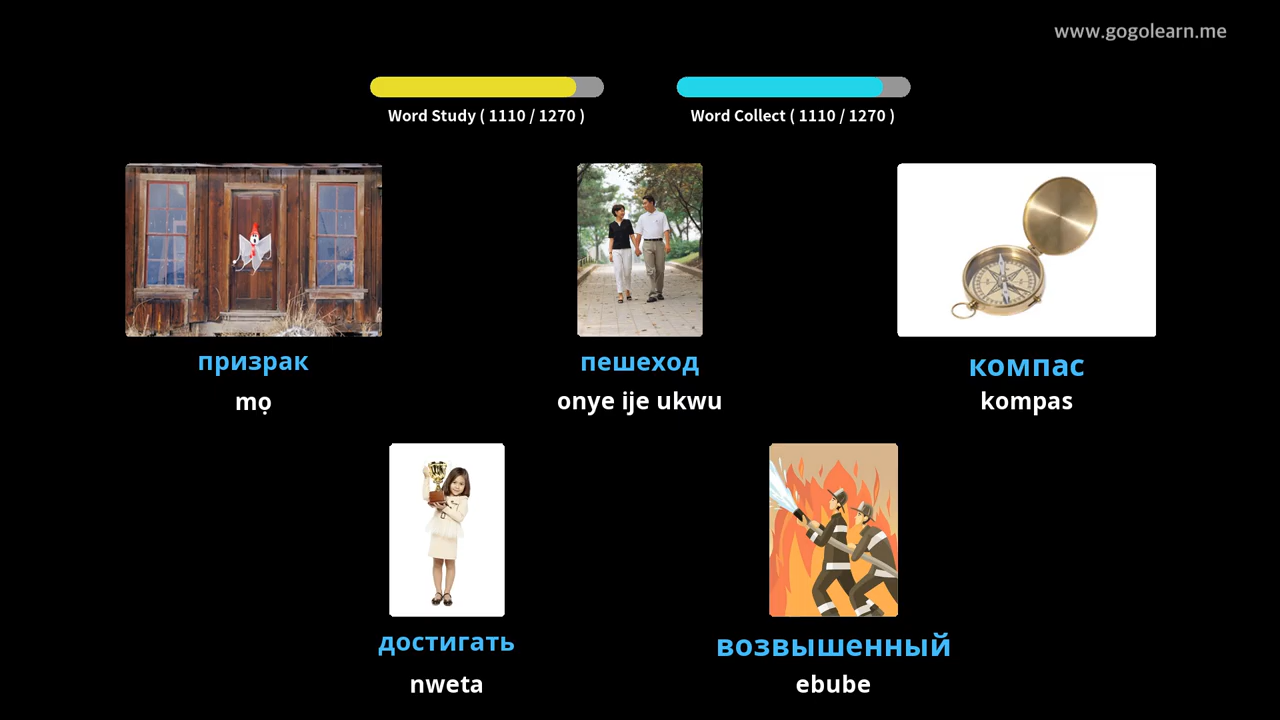 www.gogolearn.me
Word Study ( 1110 / 1270 )
Word Collect ( 1110 / 1270 )
призрак
mọ
пешеход
onye ije ukwu
компас
kompas
достигать
nweta
возвышенный
ebube